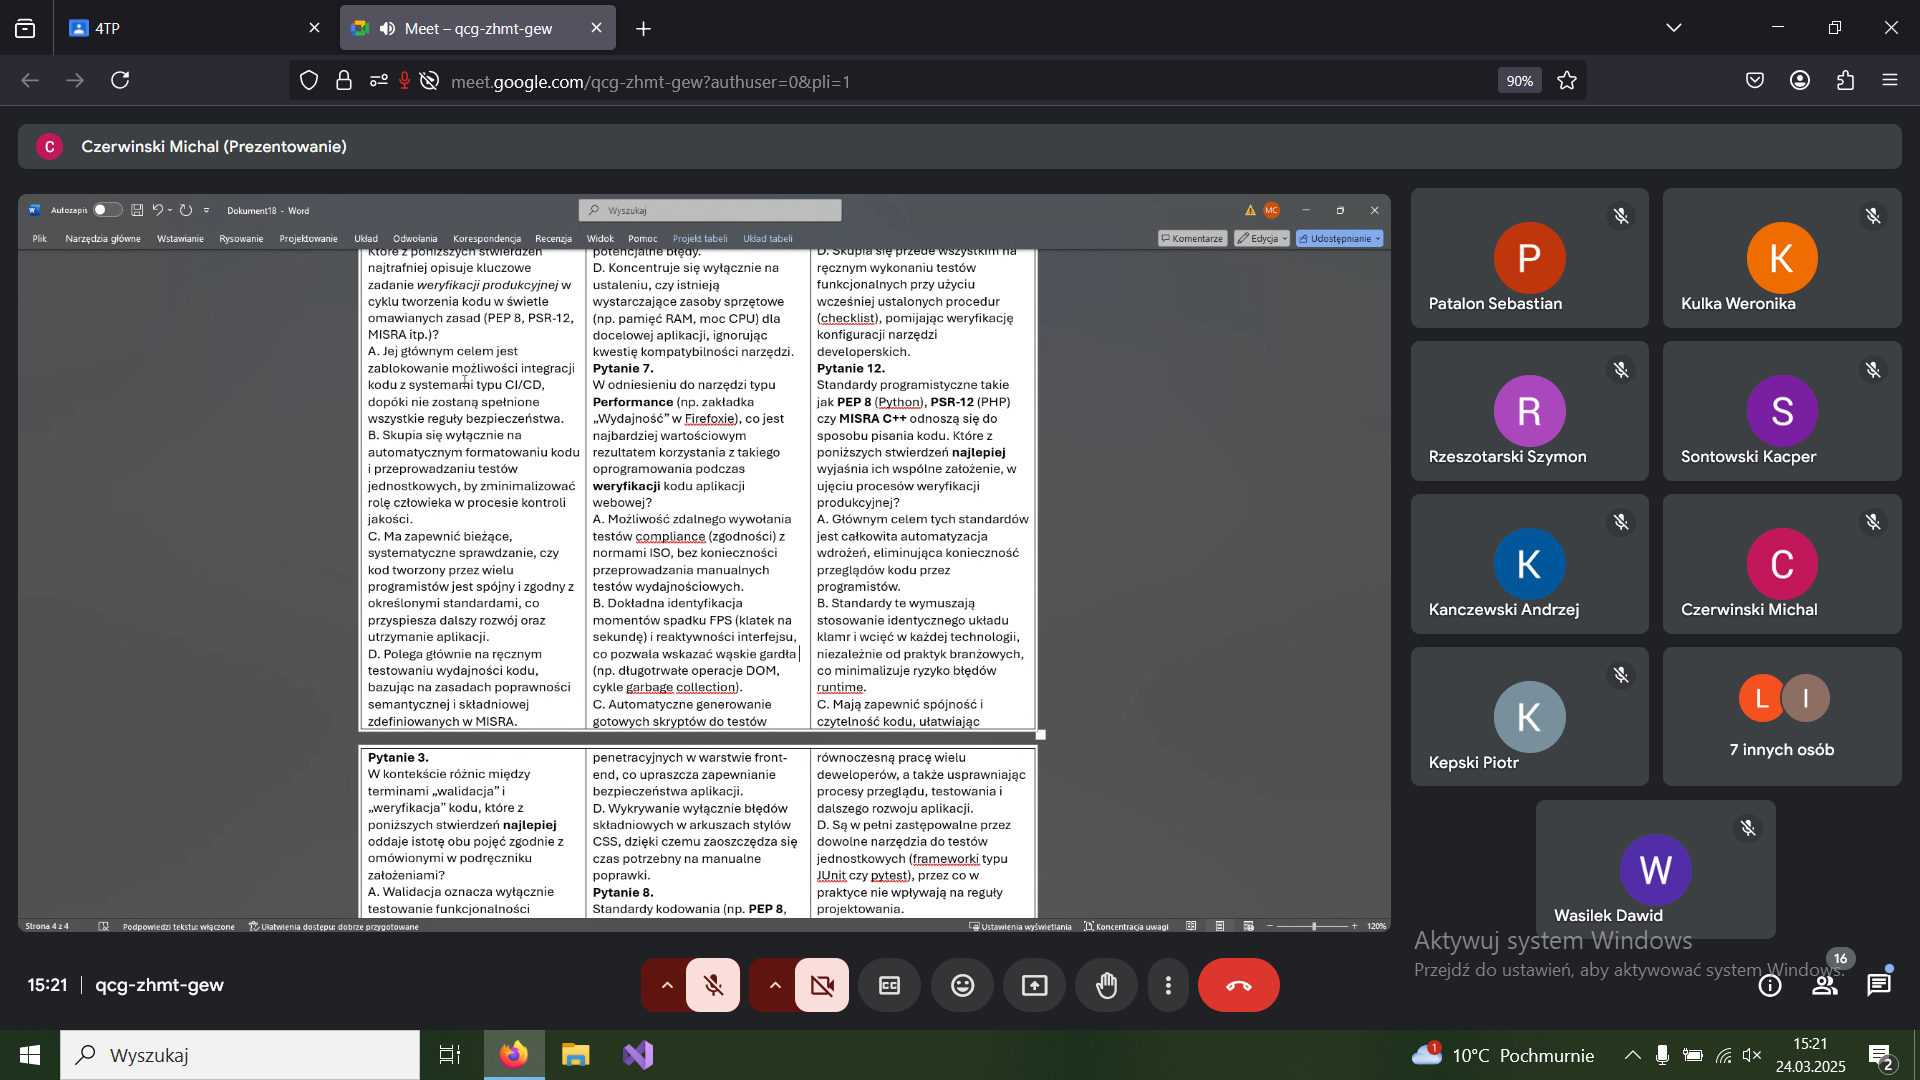 4TP
Meet – qcg-zhmt-gew
meet.google.com/qcg-zhmt-gew?authuser=0&pli=1
90%
C
Czerwinski Michal (Prezentowanie)
Autozapis
Dokument18 - Word
Wyszukaj
MC
Plik
Narzędzia główne
Wstawianie
Rysowanie
Projektowanie
Układ
Odwołania
Korespondencja
Recenzja
Widok
Pomoc
Projekt tabeli
Układ tabeli
Komentarze
Edycja
Udostępnianie
Które z poniższych stwierdzeń
najtrafniej opisuje kluczowe
zadanie weryfikacji produkcyjnej w
cyklu tworzenia kodu w świetle
omawianych zasad (PEP 8, PSR-12,
MISRA itp.)?
A. Jej głównym celem jest
zablokowanie możliwości integracji
kodu z systemami typu CI/CD,
dopóki nie zostaną spełnione
wszystkie reguły bezpieczeństwa.
B. Skupia się wyłącznie na
automatycznym formatowaniu kodu
i przeprowadzaniu testów
jednostkowych, by zminimalizować
rolę człowieka w procesie kontroli
jakości.
C. Ma zapewnić bieżące,
systematyczne sprawdzanie, czy
kod tworzony przez wielu
programistów jest spójny i zgodny z
określonymi standardami, co
przyspiesza dalszy rozwój oraz
utrzymanie aplikacji.
D. Polega głównie na ręcznym
testowaniu wydajności kodu,
bazując na zasadach poprawności
semantycznej i składniowej
zdefiniowanych w MISRA.
Pytanie 3.
W kontekście różnic między
terminami „walidacja” i
„weryfikacja” kodu, które z
poniższych stwierdzeń najlepiej
oddaje istotę obu pojęć zgodnie z
omówionymi w podręczniku
założeniami?
A. Walidacja oznacza wyłącznie
testowanie funkcjonalności
potencjalne błędy.
D. Koncentruje się wyłącznie na
ustaleniu, czy istnieją
wystarczające zasoby sprzętowe
(np. pamięć RAM, moc CPU) dla
docelowej aplikacji, ignorując
kwestię kompatybilności narzędzi.
Pytanie 7.
W odniesieniu do narzędzi typu
Performance (np. zakładka
„Wydajność” w Firefoxie), co jest
najbardziej wartościowym
rezultatem korzystania z takiego
oprogramowania podczas
weryfikacji kodu aplikacji
webowej?
A. Możliwość zdalnego wywołania
testów compliance (zgodności) z
normami ISO, bez konieczności
przeprowadzania manualnych
testów wydajnościowych.
B. Dokładna identyfikacja
momentów spadku FPS (klatek na
sekundę) i reaktywności interfejsu,
co pozwala wskazać wąskie gardła
(np. długotrwałe operacje DOM,
cykle garbage collection).
C. Automatyczne generowanie
gotowych skryptów do testów
penetracyjnych w warstwie front-
end, co upraszcza zapewnianie
bezpieczeństwa aplikacji.
D. Wykrywanie wyłącznie błędów
składniowych w arkuszach stylów
CSS, dzięki czemu zaoszczędza się
czas potrzebny na manualne
poprawki.
Pytanie 8.
Standardy kodowania (np. PEP 8,
D. Skupia się przede wszystkim na
ręcznym wykonaniu testów
funkcjonalnych przy użyciu
wcześniej ustalonych procedur
(checklist), pomijając weryfikację
konfiguracji narzędzi
developerskich.
Pytanie 12.
Standardy programistyczne takie
jak PEP 8 (Python), PSR-12 (PHP)
czy MISRA C++ odnoszą się do
sposobu pisania kodu. Które z
poniższych stwierdzeń najlepiej
wyjaśnia ich wspólne założenie, w
ujęciu procesów weryfikacji
produkcyjnej?
A. Głównym celem tych standardów
jest całkowita automatyzacja
wdrożeń, eliminująca konieczność
przeglądów kodu przez
programistów.
B. Standardy te wymuszają
stosowanie identycznego układu
klamr i wcięć w każdej technologii,
niezależnie od praktyk branżowych,
co minimalizuje ryzyko błędów
runtime.
C. Mają zapewnić spójność i
czytelność kodu, ułatwiając
równoczesną pracę wielu
deweloperów, a także usprawniając
procesy przeglądu, testowania i
dalszego rozwoju aplikacji.
D. Są w pełni zastępowalne przez
dowolne narzędzia do testów
jednostkowych (frameworki typu
JUnit czy pytest), przez co w
praktyce nie wpływają na reguły
projektowania.
Strona 4 z 4
Podpowiedzi tekstu: włączone
Ułatwienia dostępu: dobrze przygotowane
Ustawienia wyświetlania
Koncentracja uwagi
120%
P
Patalon Sebastian
K
Kulka Weronika
R
Rzeszotarski Szymon
S
Sontowski Kacper
K
Kanczewski Andrzej
C
Czerwinski Michal
K
Kepski Piotr
L I
7 innych osób
W
Wasilek Dawid
Aktywuj system Windows
Przejdź do ustawień, aby aktywować system Windows.
15:21
qcg-zhmt-gew
16
Wyszukaj
1
10°C Pochmurnie
15:21
24.03.2025
2